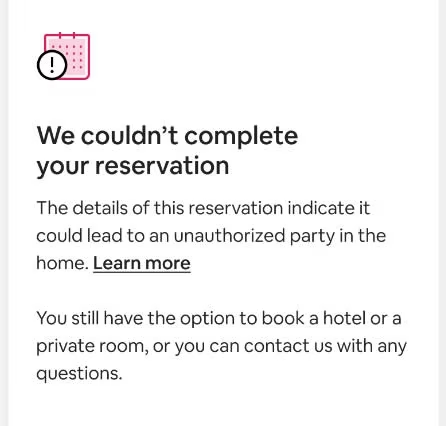 We couldn’t complete
your reservation
The details of this reservation indicate it
could lead to an unauthorized party in the
home. Learn more
You still have the option to book a hotel or a
private room, or you can contact us with any
questions.